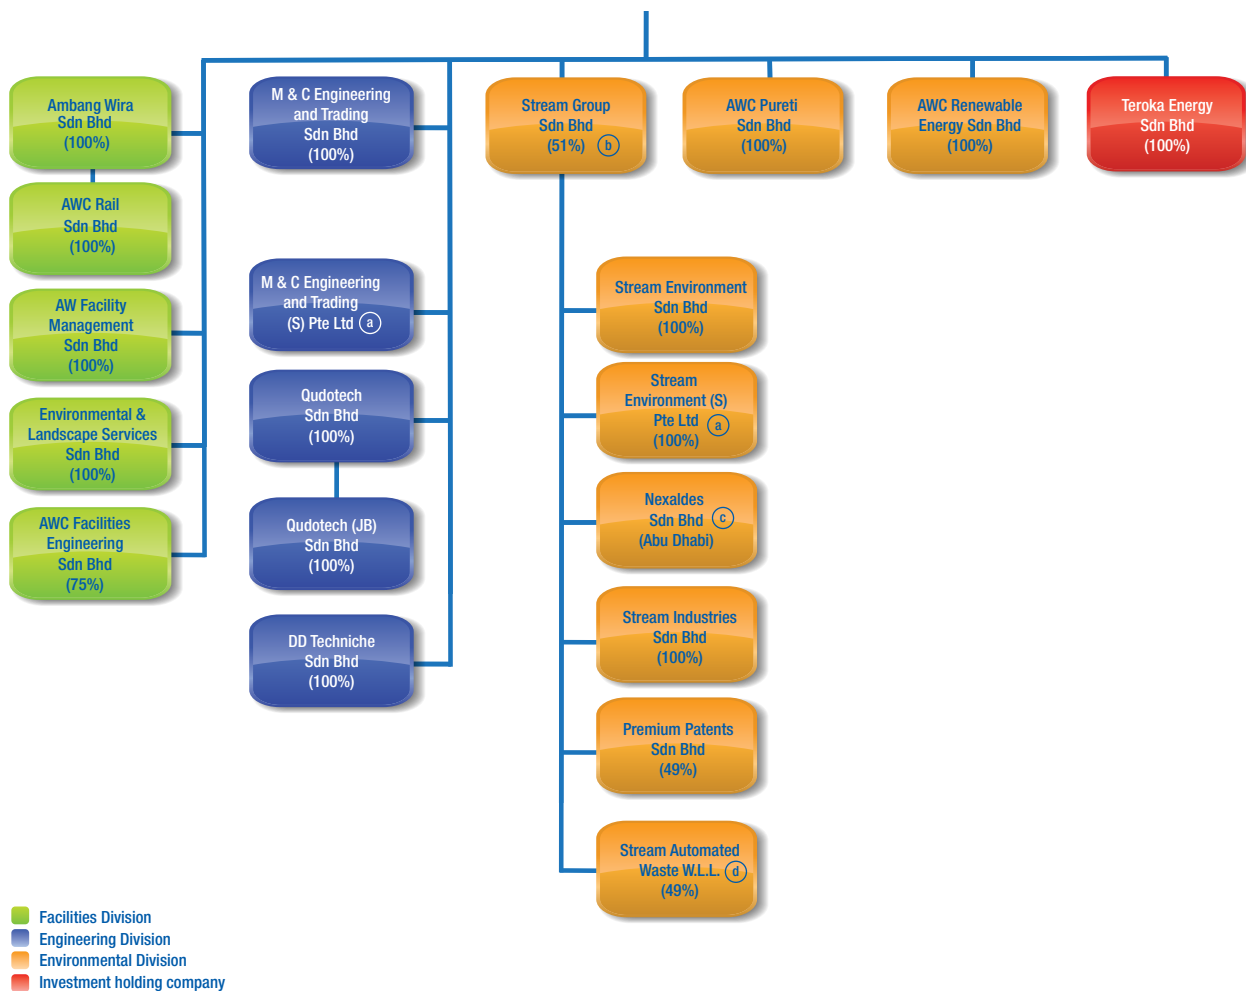 Ambang Wira
Sdn Bhd
(100%)
AWC Rail
Sdn Bhd
(100%)
AW Facility
Management
Sdn Bhd
(100%)
Environmental &
Landscape Services
Sdn Bhd
(100%)
AWC Facilities
Engineering
Sdn Bhd
(75%)
M & C Engineering
and Trading
Sdn Bhd
(100%)
M & C Engineering
and Trading
(S) Pte Ltd a
Qudotech
Sdn Bhd
(100%)
Qudotech (JB)
Sdn Bhd
(100%)
DD Techniche
Sdn Bhd
(100%)
Stream Group
Sdn Bhd
(51%) b
Stream Environment
Sdn Bhd
(100%)
Stream
Environment (S)
Pte Ltd a
(100%)
Nexaldes
Sdn Bhd c
(Abu Dhabi)
Stream Industries
Sdn Bhd
(100%)
Premium Patents
Sdn Bhd
(49%)
Stream Automated
Waste W.L.L. d
(49%)
AWC Pureti
Sdn Bhd
(100%)
AWC Renewable
Energy Sdn Bhd
(100%)
Teroka Energy
Sdn Bhd
(100%)
Facilities Division
Engineering Division
Environmental Division
Investment holding company